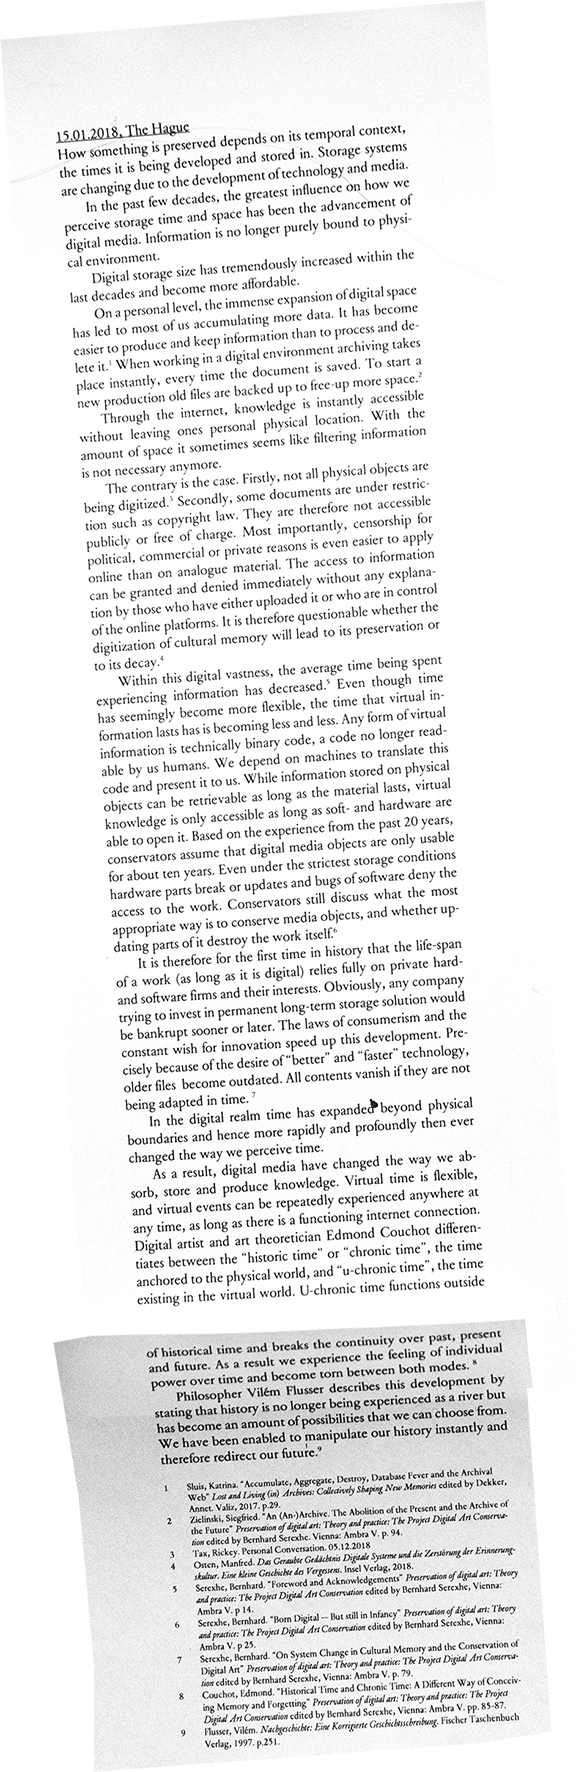 15.01.2018, The Hague
How something is preserved depends on its temporal context,
the times it is being developed and stored in. Storage systems
are changing due to the development of technology and media.
In the past few decades, the greatest influence on how we
perceive storage time and space has been the advancement of
digital media. Information is no longer purely bound to physi-
cal environment.
Digital storage size has tremendously increased within the
last decades and become more affordable.
On a personal level, the immense expansion of digital space
has led to most of us accumulating more data. It has become
easier to produce and keep information than to process and de-
lete it.¹ When working in a digital environment archiving takes
place instantly, every time the document is saved. To start a
new production old files are backed up to free-up more space.²
Through the internet, knowledge is instantly accessible
without leaving ones personal physical location. With the
amount of space it sometimes seems like filtering information
is not necessary anymore.
The contrary is the case. Firstly, not all physical objects are
being digitized.³ Secondly, some documents are under restric-
tion such as copyright law. They are therefore not accessible
publicly or free of charge. Most importantly, censorship for
political, commercial or private reasons is even easier to apply
online than on analogue material. The access to information
can be granted and denied immediately without any explana-
tion by those who have either uploaded it or who are in control
of the online platforms. It is therefore questionable whether the
digitization of cultural memory will lead to its preservation or
to its decay.⁴
Within this digital vastness, the average time being spent
experiencing information has decreased.⁵ Even though time
has seemingly become more flexible, the time that virtual in-
formation lasts has is becoming less and less. Any form of virtual
information is technically binary code, a code no longer read-
able by us humans. We depend on machines to translate this
code and present it to us. While information stored on physical
objects can be retrievable as long as the material lasts, virtual
knowledge is only accessible as long as soft- and hardware are
able to open it. Based on the experience from the past 20 years,
conservators assume that digital media objects are only usable
for about ten years. Even under the strictest storage conditions
hardware parts break or updates and bugs of software deny the
access to the work. Conservators still discuss what the most
appropriate way is to conserve media objects, and whether up-
dating parts of it destroy the work itself.⁶
It is therefore for the first time in history that the life-span
of a work (as long as it is digital) relies fully on private hard-
and software firms and their interests. Obviously, any company
trying to invest in permanent long-term storage solution would
be bankrupt sooner or later. The laws of consumerism and the
constant wish for innovation speed up this development. Pre-
cisely because of the desire of “better” and “faster” technology,
older files become outdated. All contents vanish if they are not
being adapted in time. ⁷
In the digital realm time has expanded beyond physical
boundaries and hence more rapidly and profoundly then ever
changed the way we perceive time.
As a result, digital media have changed the way we ab-
sorb, store and produce knowledge. Virtual time is flexible,
and virtual events can be repeatedly experienced anywhere at
any time, as long as there is a functioning internet connection.
Digital artist and art theoretician Edmond Couchot differen-
tiates between the “historic time” or “chronic time”, the time
anchored to the physical world, and “u-chronic time”, the time
existing in the virtual world. U-chronic time functions outside
of historical time and breaks the continuity over past, present
and future. As a result we experience the feeling of individual
power over time and become torn between both modes. ⁸
Philosopher Vilém Flusser describes this development by
stating that history is no longer being experienced as a river but
has become an amount of possibilities that we can choose from.
We have been enabled to manipulate our history instantly and
therefore redirect our future.⁹
1 Sluis, Katrina. "Accumulate, Aggregate, Destroy, Database Fever and the Archival
Web" Lost and Living (in) Archives: Collectively Shaping New Memories edited by Dekker,
Annet. Valiz, 2017. p.29.
2 Zielinski, Siegfried. "An (An-)Archive. The Abolition of the Present and the Archive of
the Future" Preservation of digital art: Theory and practice: The Project Digital Art Conserva-
tion edited by Bernhard Serexhe. Vienna: Ambra V. p. 94.
3 Tax, Rickey. Personal Conversation. 05.12.2018
4 Osten, Manfred. Das Geraubte Gedächtnis Digitale Systeme und die Zerstörung der Erinnerung-
skultur. Eine kleine Geschichte des Vergessens. Insel Verlag, 2018.
5 Serexhe, Bernhard. "Foreword and Acknowledgements" Preservation of digital art: Theory
and practice: The Project Digital Art Conservation edited by Bernhard Serexhe, Vienna:
Ambra V. p 14.
6 Serexhe, Bernhard. "Born Digital – But still in Infancy" Preservation of digital art: Theory
and practice: The Project Digital Art Conservation edited by Bernhard Serexhe, Vienna:
Ambra V. p 25.
7 Serexhe, Bernhard. "On System Change in Cultural Memory and the Conservation of
Digital Art" Preservation of digital art: Theory and practice: The Project Digital Art Conserva-
tion edited by Bernhard Serexhe, Vienna: Ambra V. p. 79.
8 Couchot, Edmond. "Historical Time and Chronic Time: A Different Way of Conceiv-
ing Memory and Forgetting" Preservation of digital art: Theory and practice: The Project
Digital Art Conservation edited by Bernhard Serexhe, Vienna: Ambra V. pp. 85-87.
9 Flusser, Vilém. Nachgeschichte: Eine Korrigierte Geschichtsschreibung. Fischer Taschenbuch
Verlag, 1997. p.251.